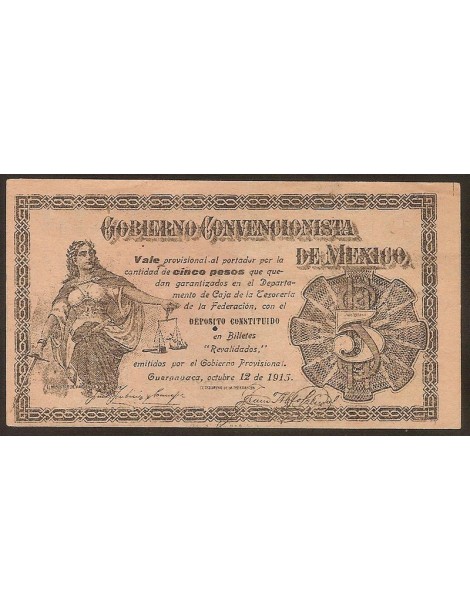 GOBIERNO CONVENCIONISTA
DE MEXICO.
Vale provisional al portador por la
cantidad de cinco pesos que que-
dan garantizados en el Departa-
mento de Caja de la Tesorería
de la Federación, con el
DEPOSITO CONSTITUIDO
en Billetes
"Revalidados,"
emitidos por el Gobierno Provisional.
Cuernavaca, octubre 12 de 1915.
5